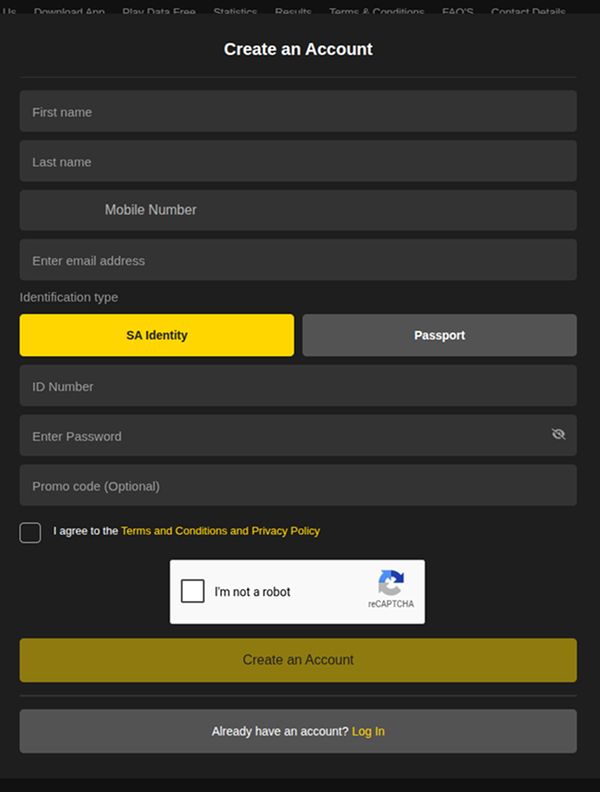 Us Download App Play Data Free Statistics Results Terms & Conditions FAQ'S Contact Details
Create an Account
First name
Last name
Mobile Number
Enter email address
Identification type
SA Identity Passport
ID Number
Enter Password
Promo code (Optional)
I agree to the Terms and Conditions and Privacy Policy
I'm not a robot
reCAPTCHA
Create an Account
Already have an account? Log In